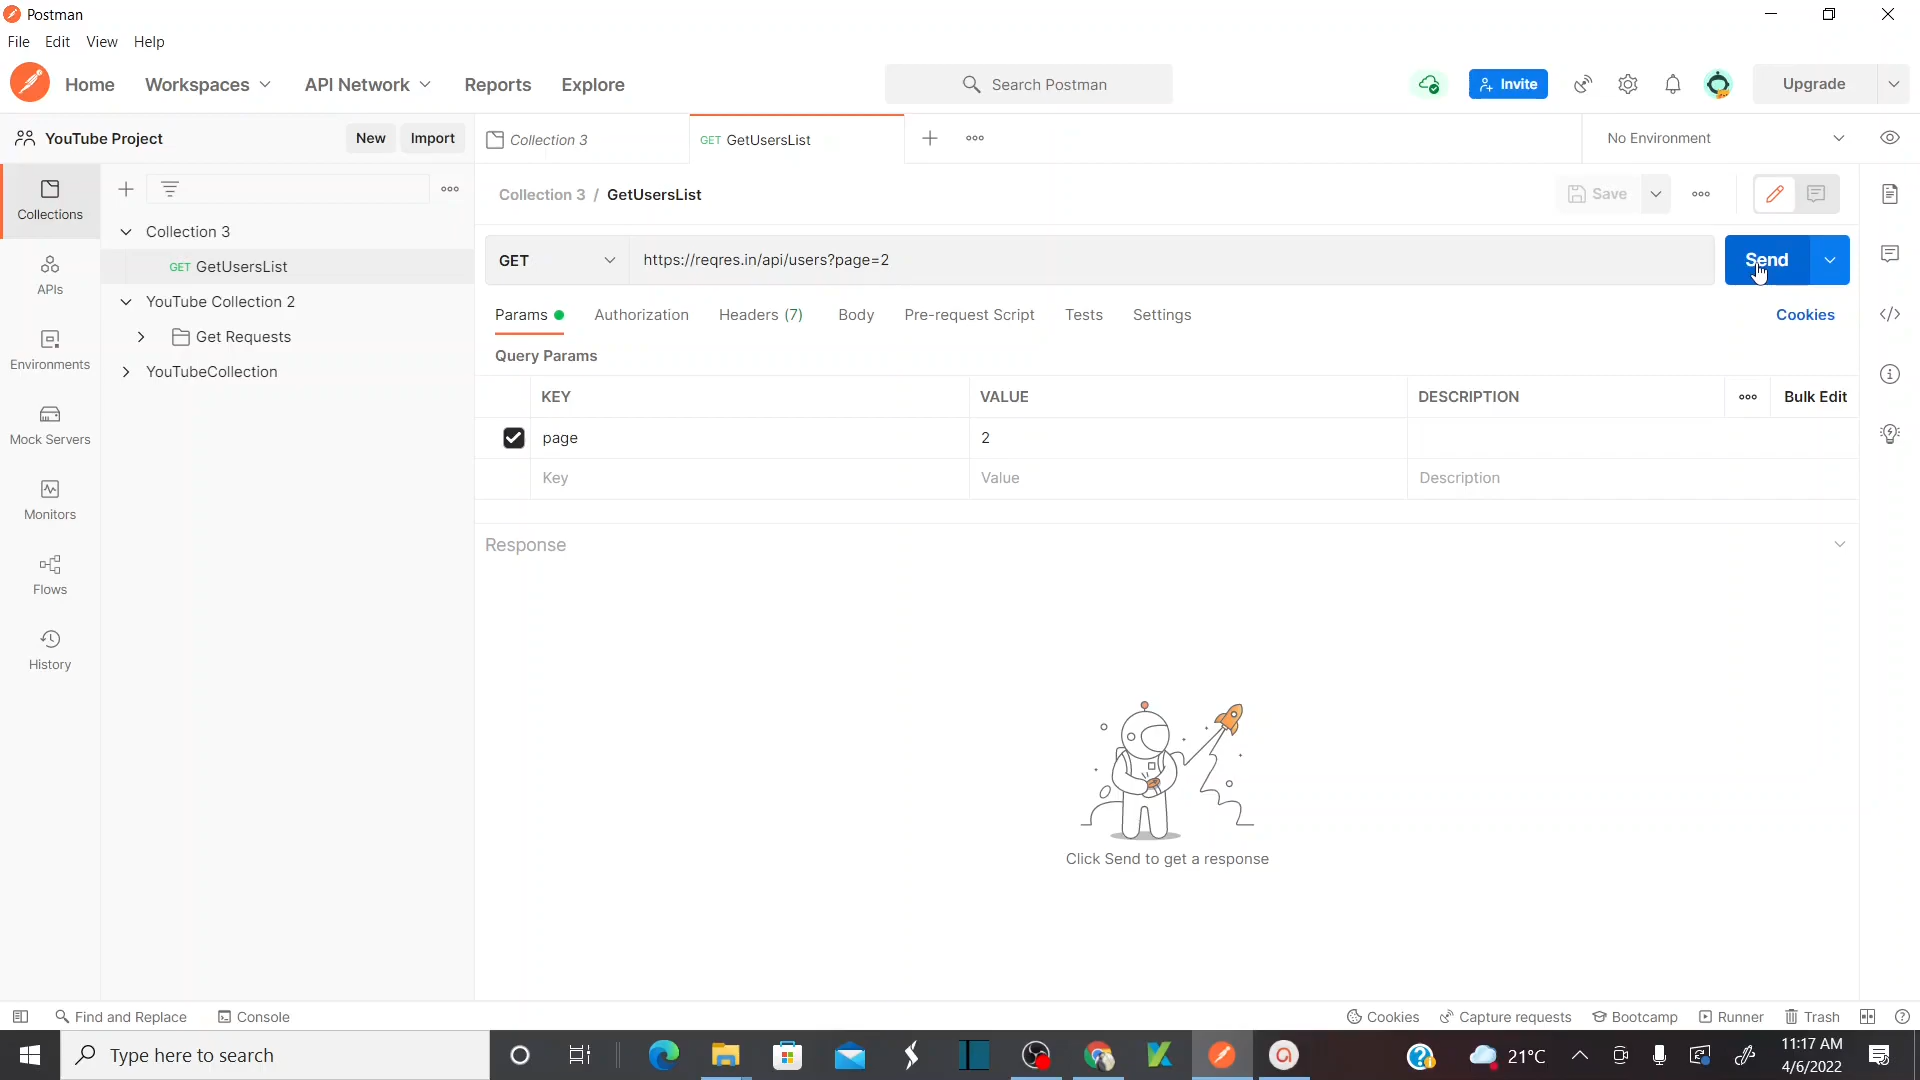 Postman
File Edit View Help
Home Workspaces API Network Reports Explore Search Postman Invite Upgrade
YouTube Project New Import Collection 3 GET GetUsersList No Environment
Collections
APIs
Environments
Mock Servers
Monitors
Flows
History
Collection 3
GET GetUsersList
YouTube Collection 2
Get Requests
YouTubeCollection
Collection 3 / GetUsersList Save
GET https://reqres.in/api/users?page=2 Send
Params Authorization Headers (7) Body Pre-request Script Tests Settings Cookies
Query Params
KEY VALUE DESCRIPTION Bulk Edit
page 2
Key Value Description
Response
Click Send to get a response
Find and Replace Console Cookies Capture requests Bootcamp Runner Trash
Type here to search 21°C 11:17 AM
4/6/2022